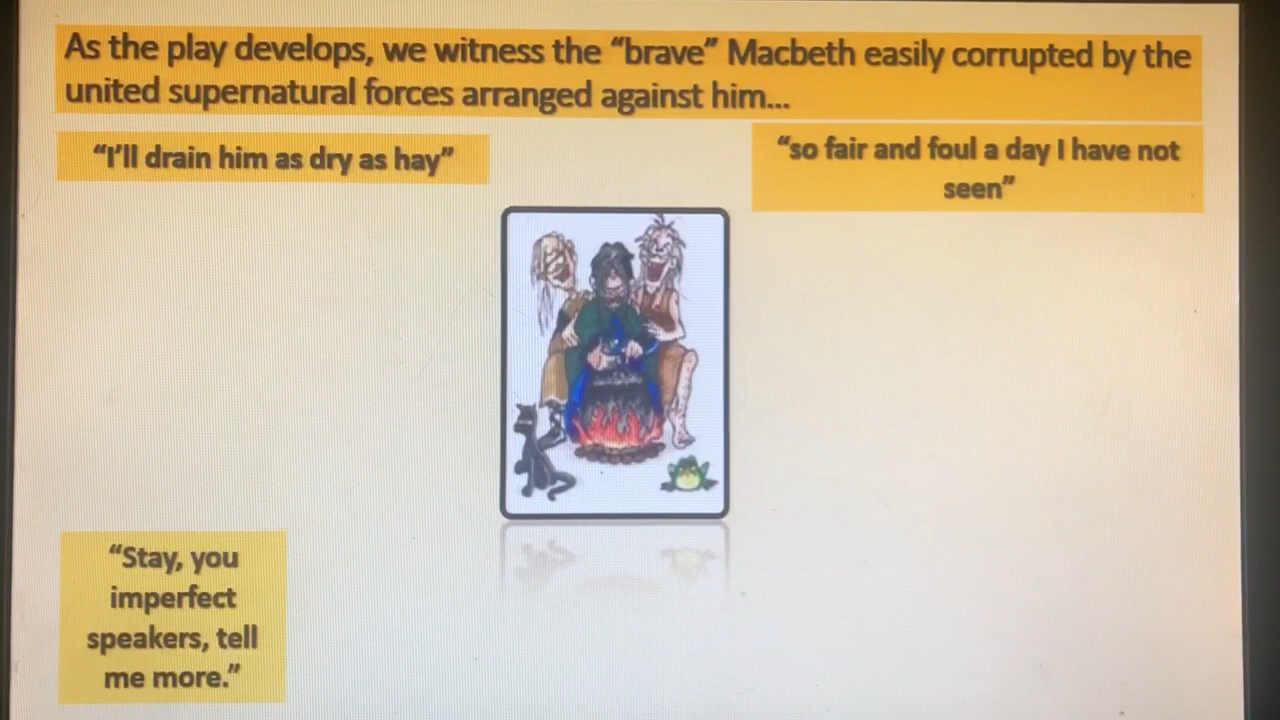 As the play develops, we witness the “brave” Macbeth easily corrupted by the
united supernatural forces arranged against him...
“I’ll drain him as dry as hay”
“so fair and foul a day I have not
seen”
“Stay, you
imperfect
speakers, tell
me more.”